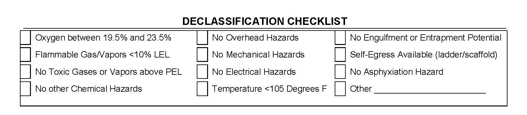 DECLASSIFICATION CHECKLIST
Oxygen between 19.5% and 23.5%
No Overhead Hazards
No Engulfment or Entrapment Potential
Flammable Gas/Vapors <10% LEL
No Mechanical Hazards
Self-Egress Available (ladder/scaffold)
No Toxic Gases or Vapors above PEL
No Electrical Hazards
No Asphyxiation Hazard
No other Chemical Hazards
Temperature <105 Degrees F
Other